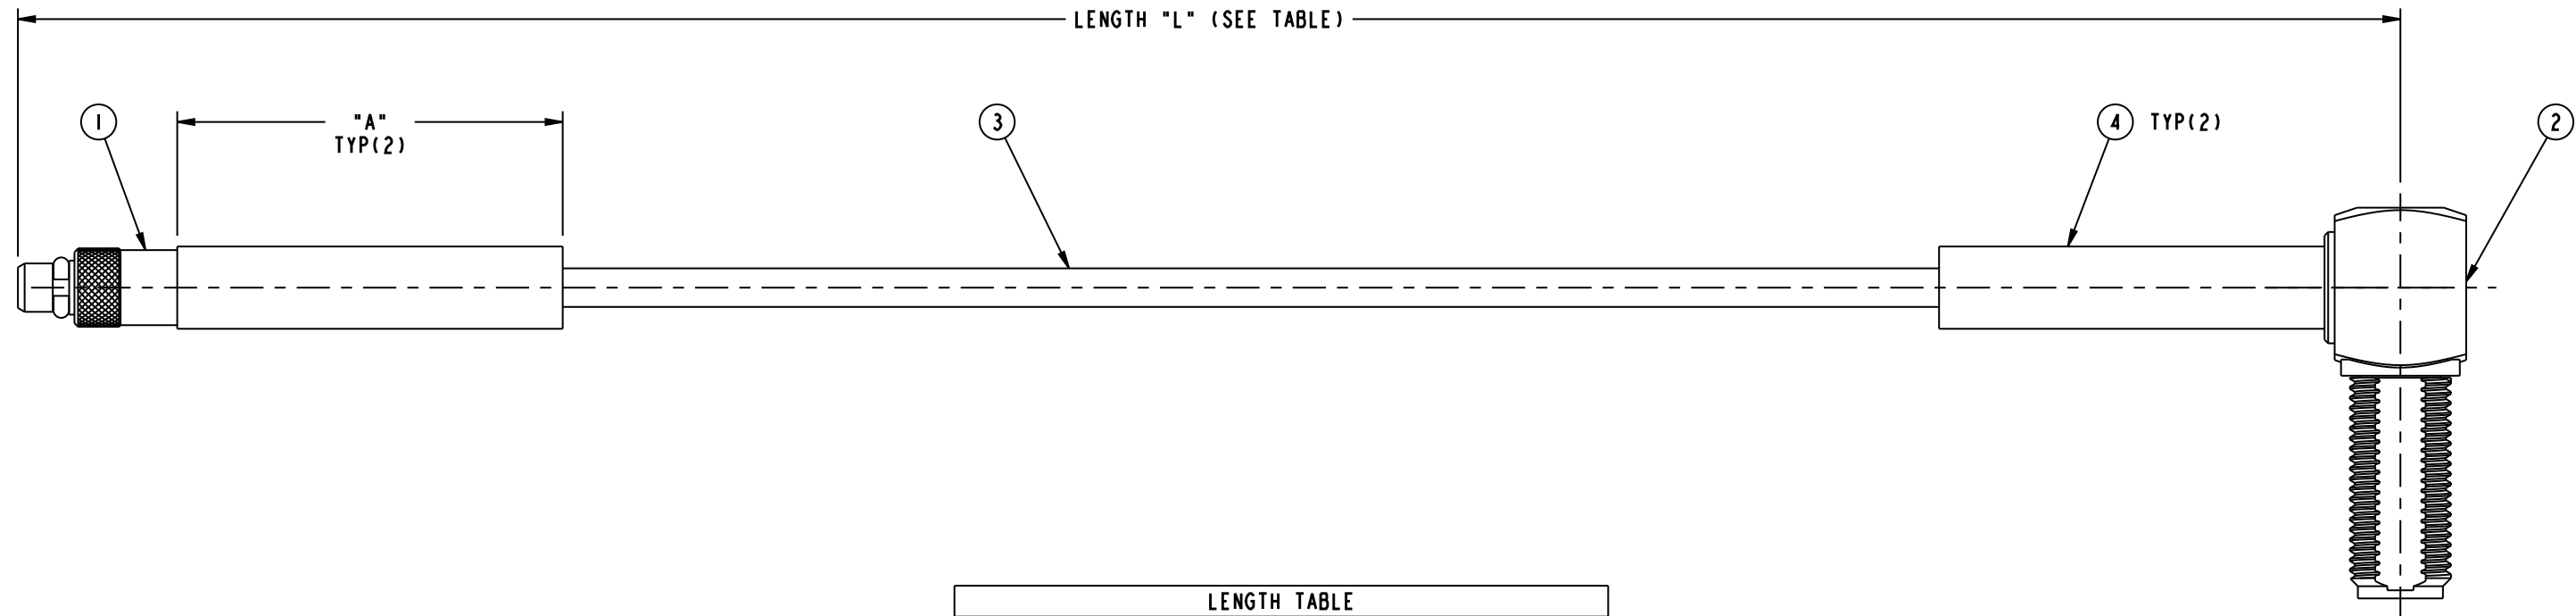 LENGTH "L" (SEE TABLE)
1
"A"
TYP(2)
3
4 TYP(2)
2
LENGTH TABLE